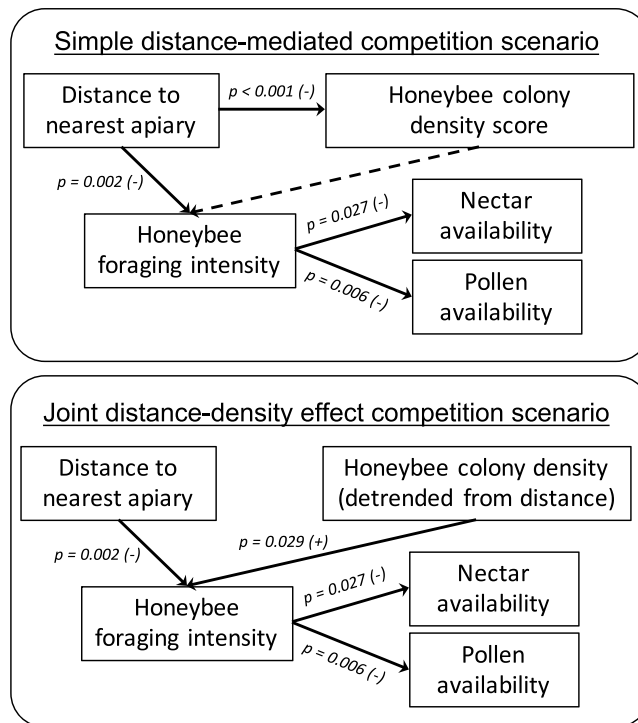 Simple distance-mediated competition scenario
Distance to
nearest apiary
p < 0.001 (-)
Honeybee colony
density score
p = 0.002 (-)
Honeybee
foraging intensity
p = 0.027 (-)
Nectar
availability
p = 0.006 (-)
Pollen
availability
Joint distance-density effect competition scenario
Distance to
nearest apiary
Honeybee colony density
(detrended from distance)
p = 0.002 (-)
p = 0.029 (+)
Honeybee
foraging intensity
p = 0.027 (-)
Nectar
availability
p = 0.006 (-)
Pollen
availability